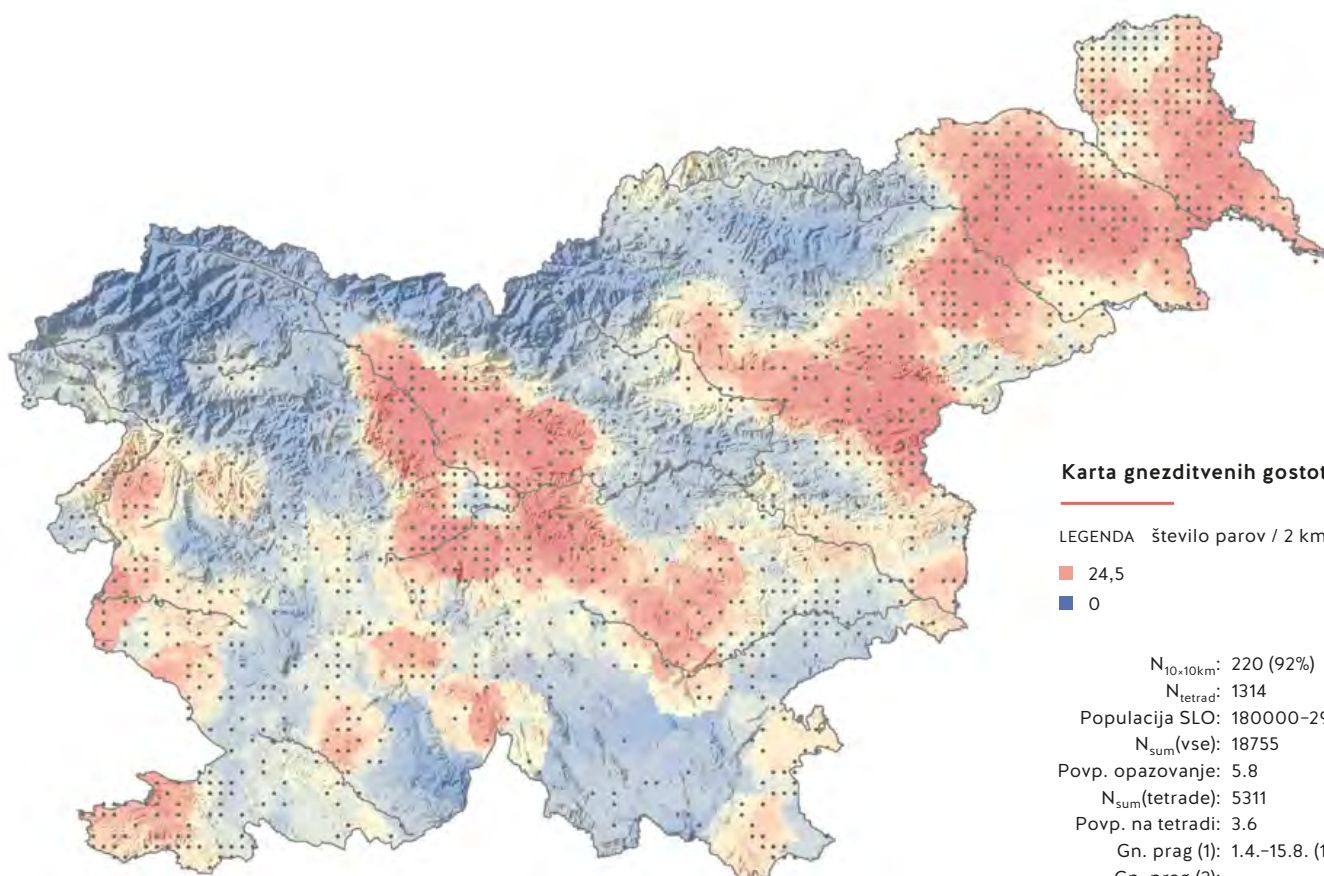 Karta gnezditvenih gostot
LEGENDA število parov / 2 km
24,5
0
N10×10km: 220 (92%)
Ntetrad: 1314
Populacija SLO: 180000–29
Nsum(vse): 18755
Povp. opazovanje: 5.8
Nsum(tetrade): 5311
Povp. na tetradi: 3.6
Gn. prag (1): 1.4.–15.8. (1